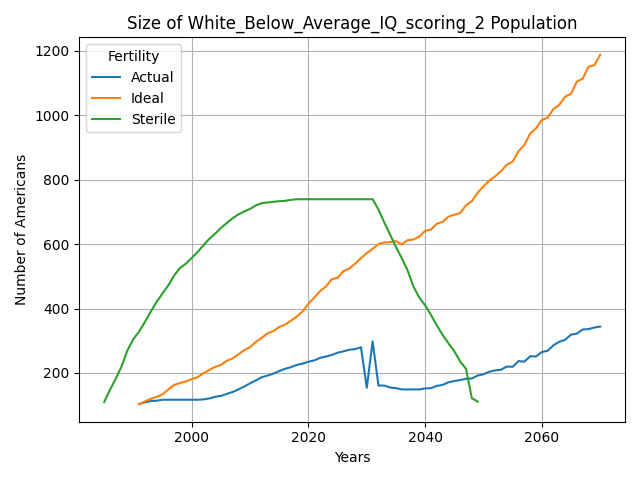 Size of White_Below_Average_IQ_scoring_2 Population
Number of Americans
1200
1000
800
600
400
200
Fertility
Actual
Ideal
Sterile
2000
2020
2040
2060
Years